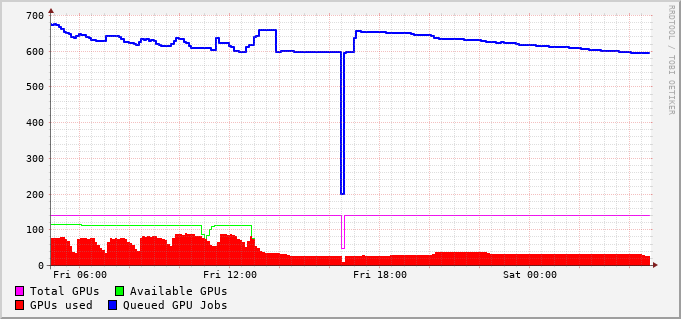 700
600
500
400
300
200
100
0
Fri 06:00 Fri 12:00 Fri 18:00 Sat 00:00
Total GPUs Available GPUs
GPUs used Queued GPU Jobs
RRDTOOL / TOBI OETIKER